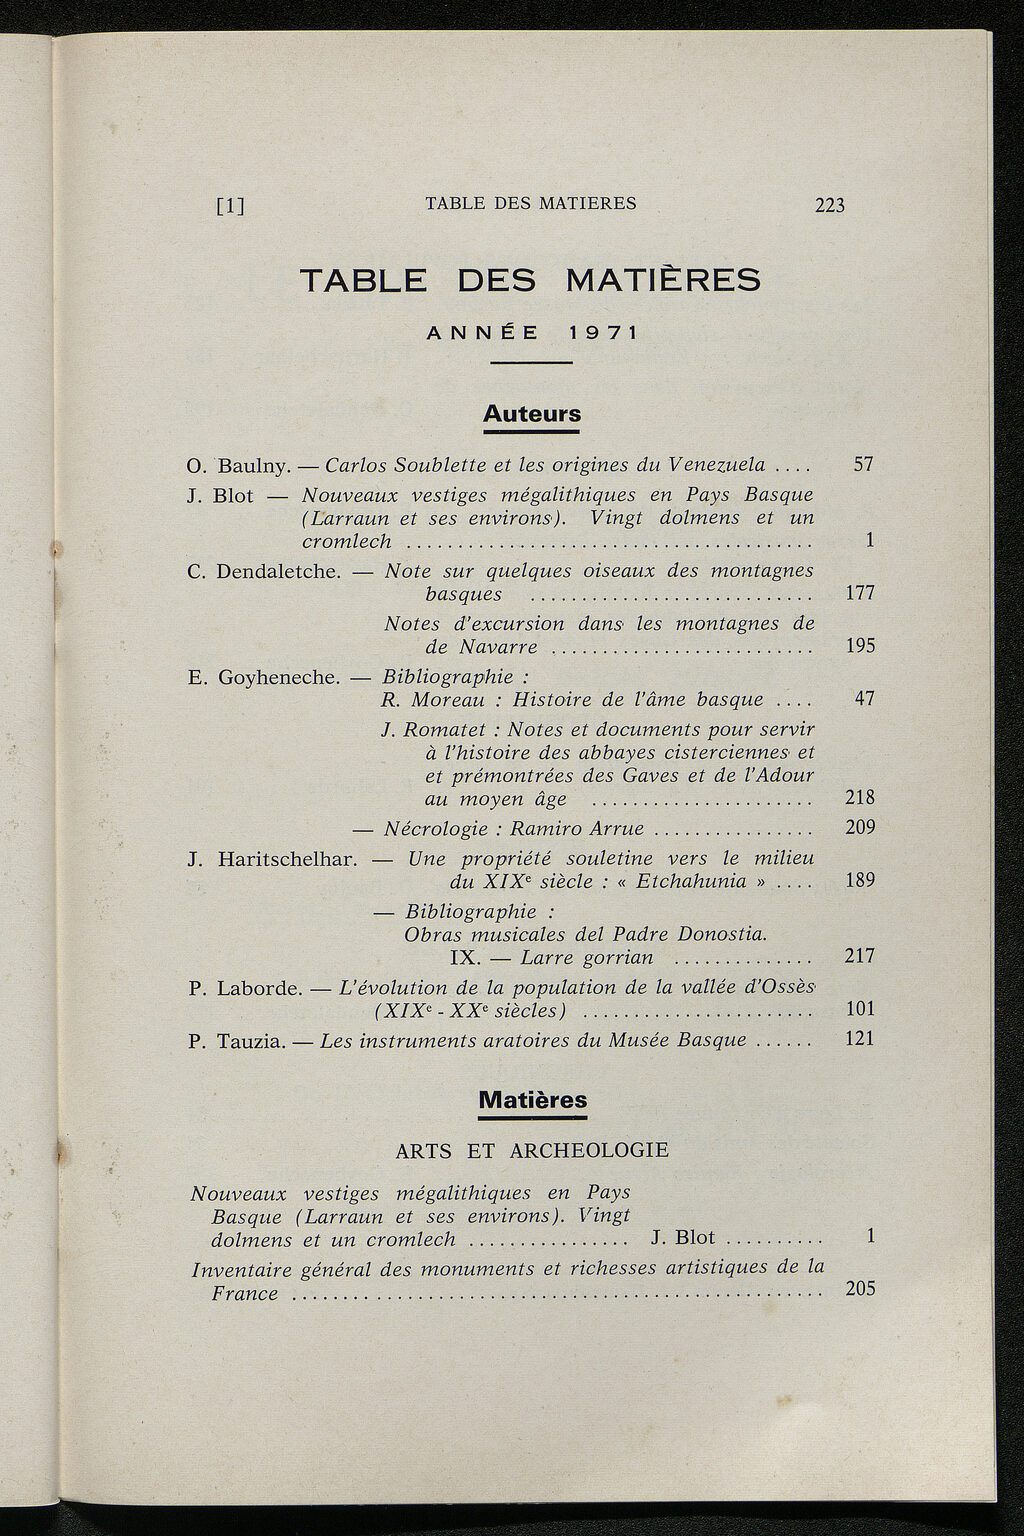 [1] TABLE DES MATIERES 223
TABLE DES MATIÈRES
ANNÉE 1971
Auteurs
O. Baulny. — Carlos Soublette et les origines du Venezuela .... 57
J. Blot — Nouveaux vestiges mégalithiques en Pays Basque
(Larraun et ses environs). Vingt dolmens et un
cromlech ........................................ 1
C. Dendaletche. — Note sur quelques oiseaux des montagnes
basques ............................ 177
Notes d'excursion dans les montagnes de
de Navarre .......................... 195
E. Goyheneche. — Bibliographie :
R. Moreau : Histoire de l'âme basque .... 47
J. Romatet : Notes et documents pour servir
à l'histoire des abbayes cisterciennes et
et prémontrées des Gaves et de l'Adour
au moyen âge ...................... 218
— Nécrologie : Ramiro Arrue ................ 209
J. Haritschelhar. — Une propriété souletine vers le milieu
du XIXe siècle : « Etchahunia » .... 189
— Bibliographie :
Obras musicales del Padre Donostia.
IX. — Larre gorrian .............. 217
P. Laborde. — L'évolution de la population de la vallée d'Ossès
(XIXe - XXe siècles) ....................... 101
P. Tauzia. — Les instruments aratoires du Musée Basque ...... 121
Matières
ARTS ET ARCHEOLOGIE
Nouveaux vestiges mégalithiques en Pays
Basque (Larraun et ses environs). Vingt
dolmens et un cromlech ................ J. Blot .......... 1
Inventaire général des monuments et richesses artistiques de la
France .................................................... 205